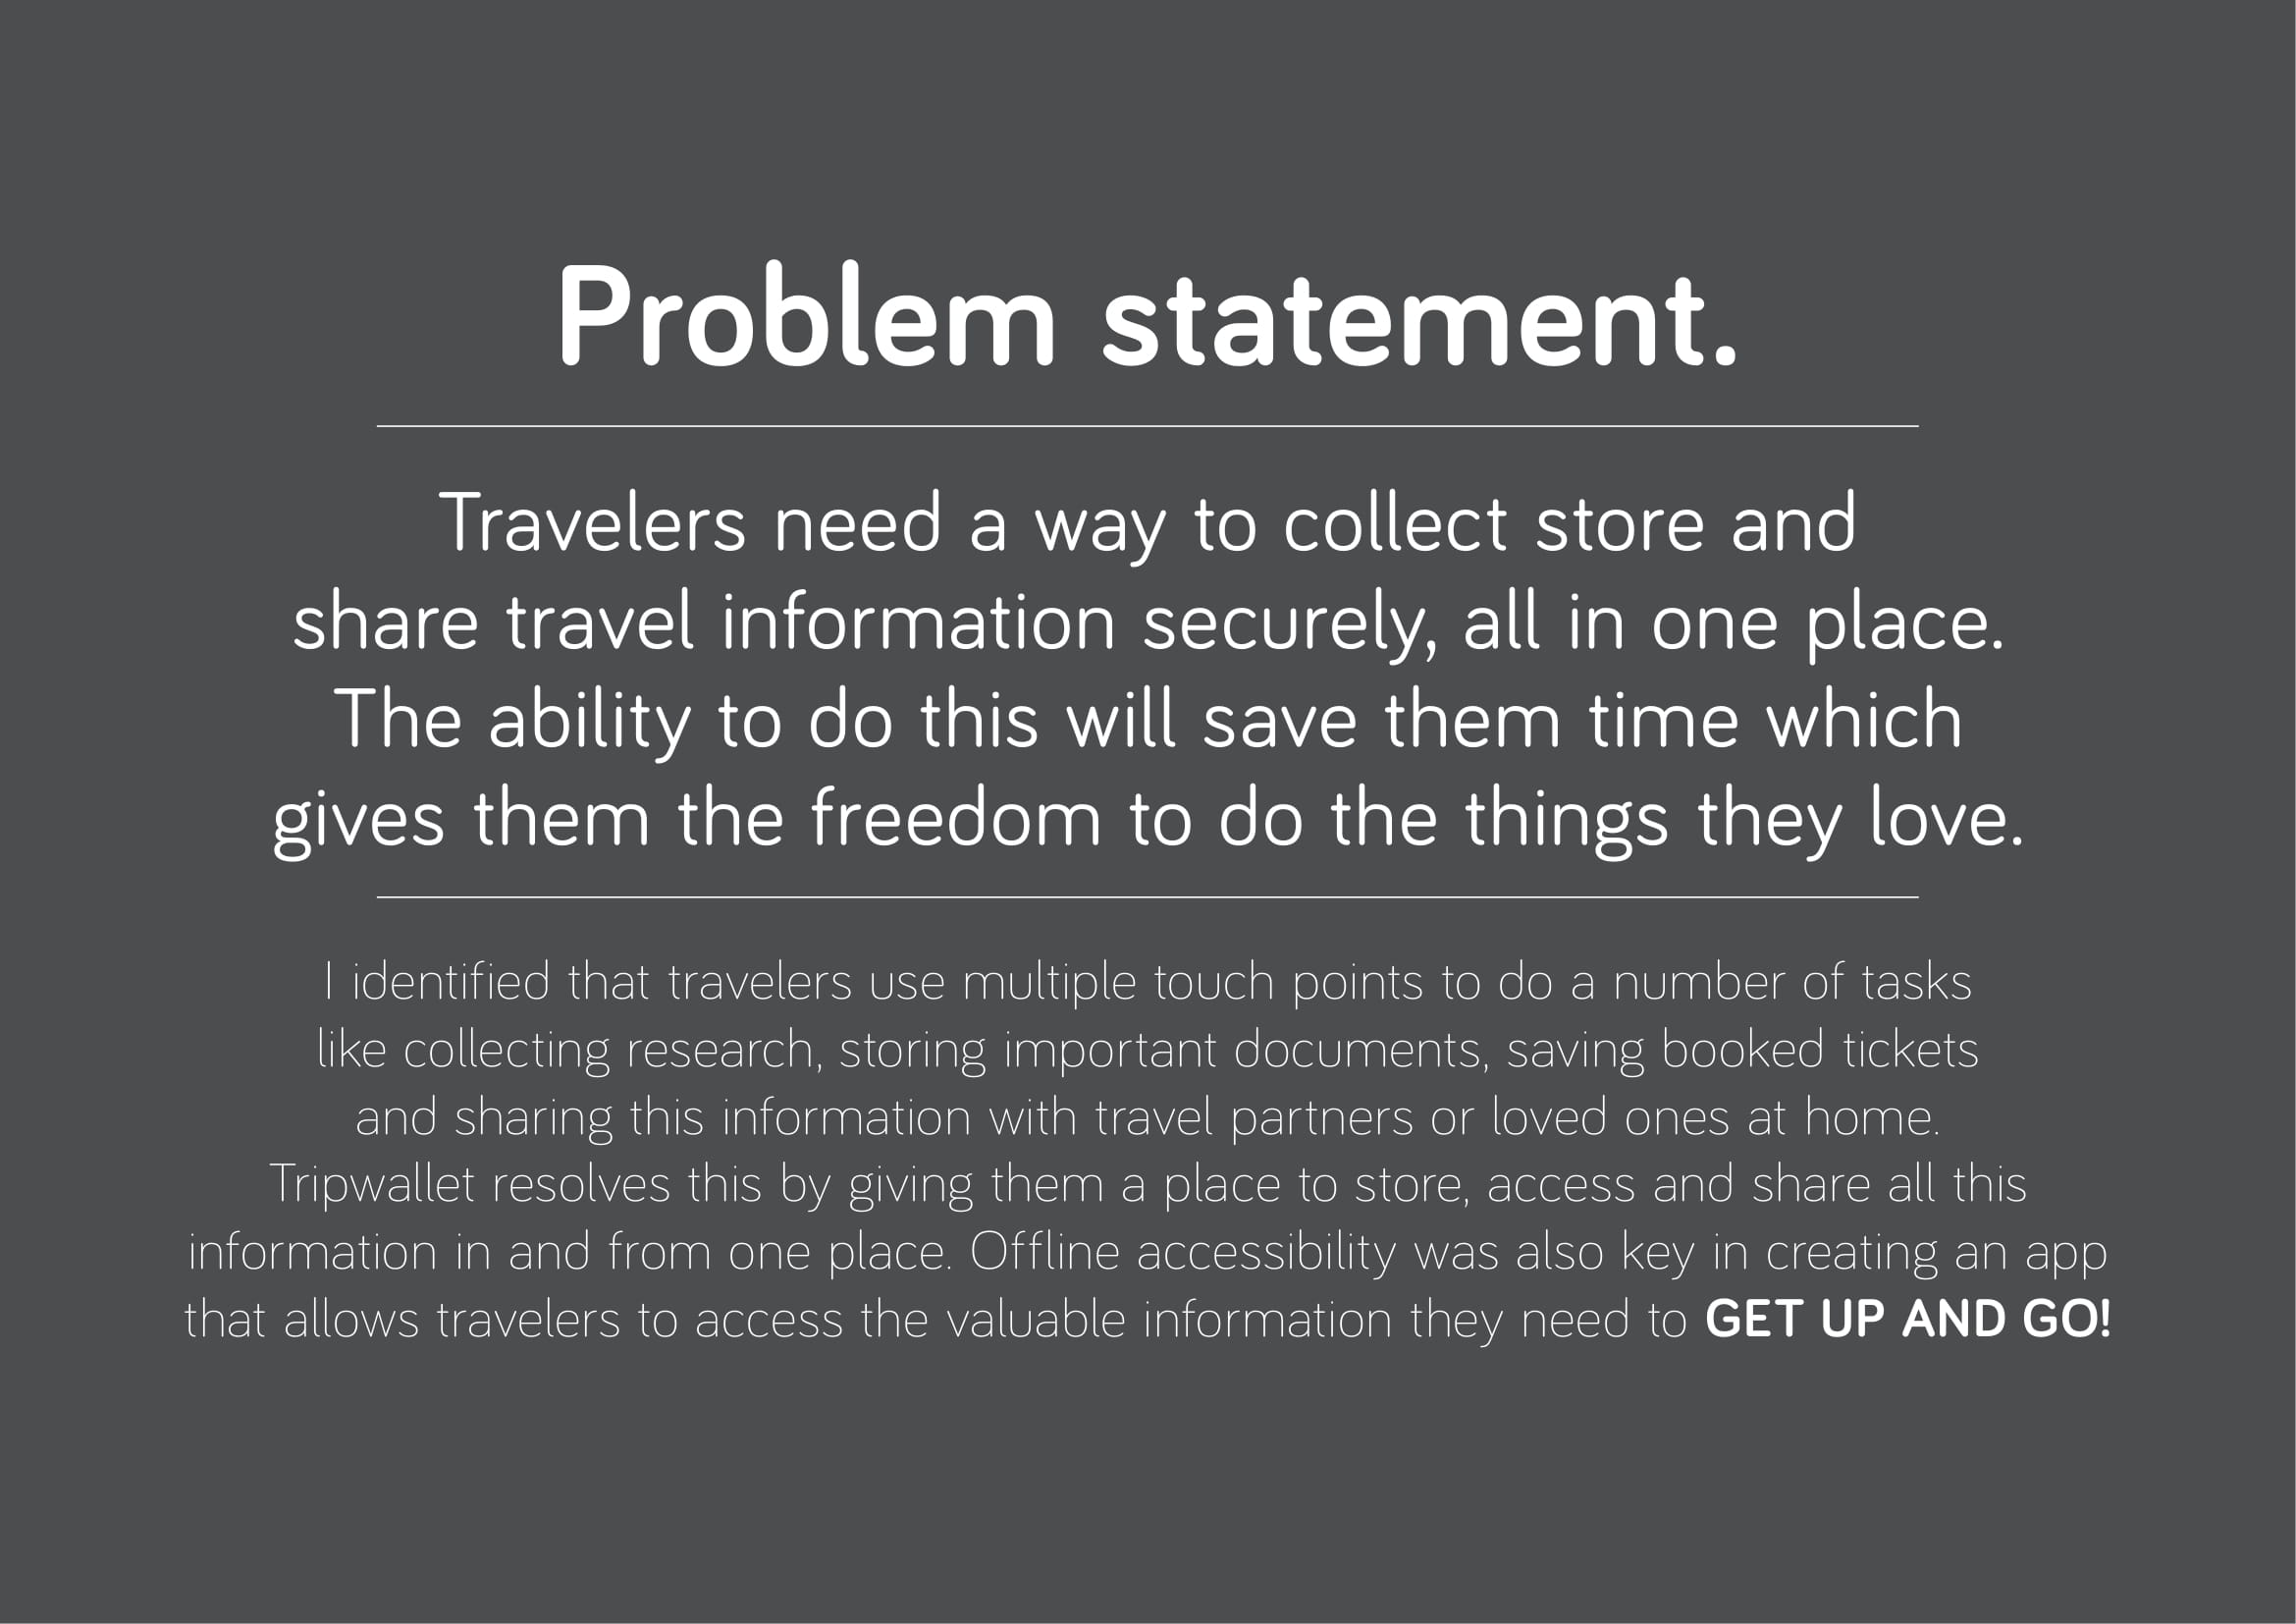 Problem statement.
Travelers need a way to collect store and
share travel information securely, all in one place.
The ability to do this will save them time which
gives them the freedom to do the things they love.
I identified that travelers use multiple touch points to do a number of tasks
like collecting research, storing important documents, saving booked tickets
and sharing this information with travel partners or loved ones at home.
Tripwallet resolves this by giving them a place to store, access and share all this
information in and from one place. Offline accessibility was also key in creating an app
that allows travelers to access the valuable information they need to GET UP AND GO!